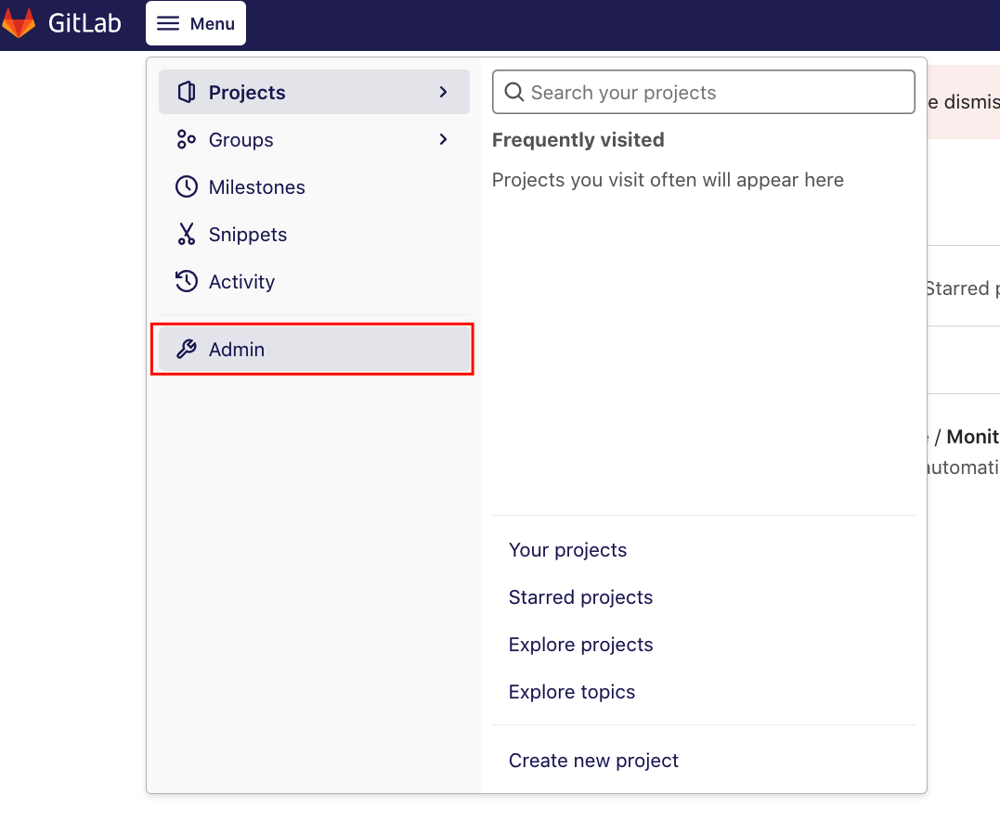 GitLab
Menu
Projects
Groups
Milestones
Snippets
Activity
Admin
Search your projects
Frequently visited
Projects you visit often will appear here
Your projects
Starred projects
Explore projects
Explore topics
Create new project
e dismis
Starred p
/ Monit
automati